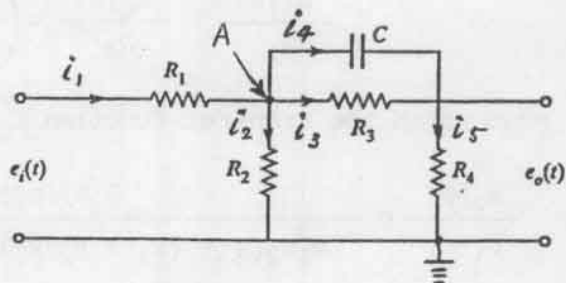 A
i₄
C
i₁
R₁
i₂
i₃
R₃
i₅
eᵢ(t)
R₂
R₄
eₒ(t)